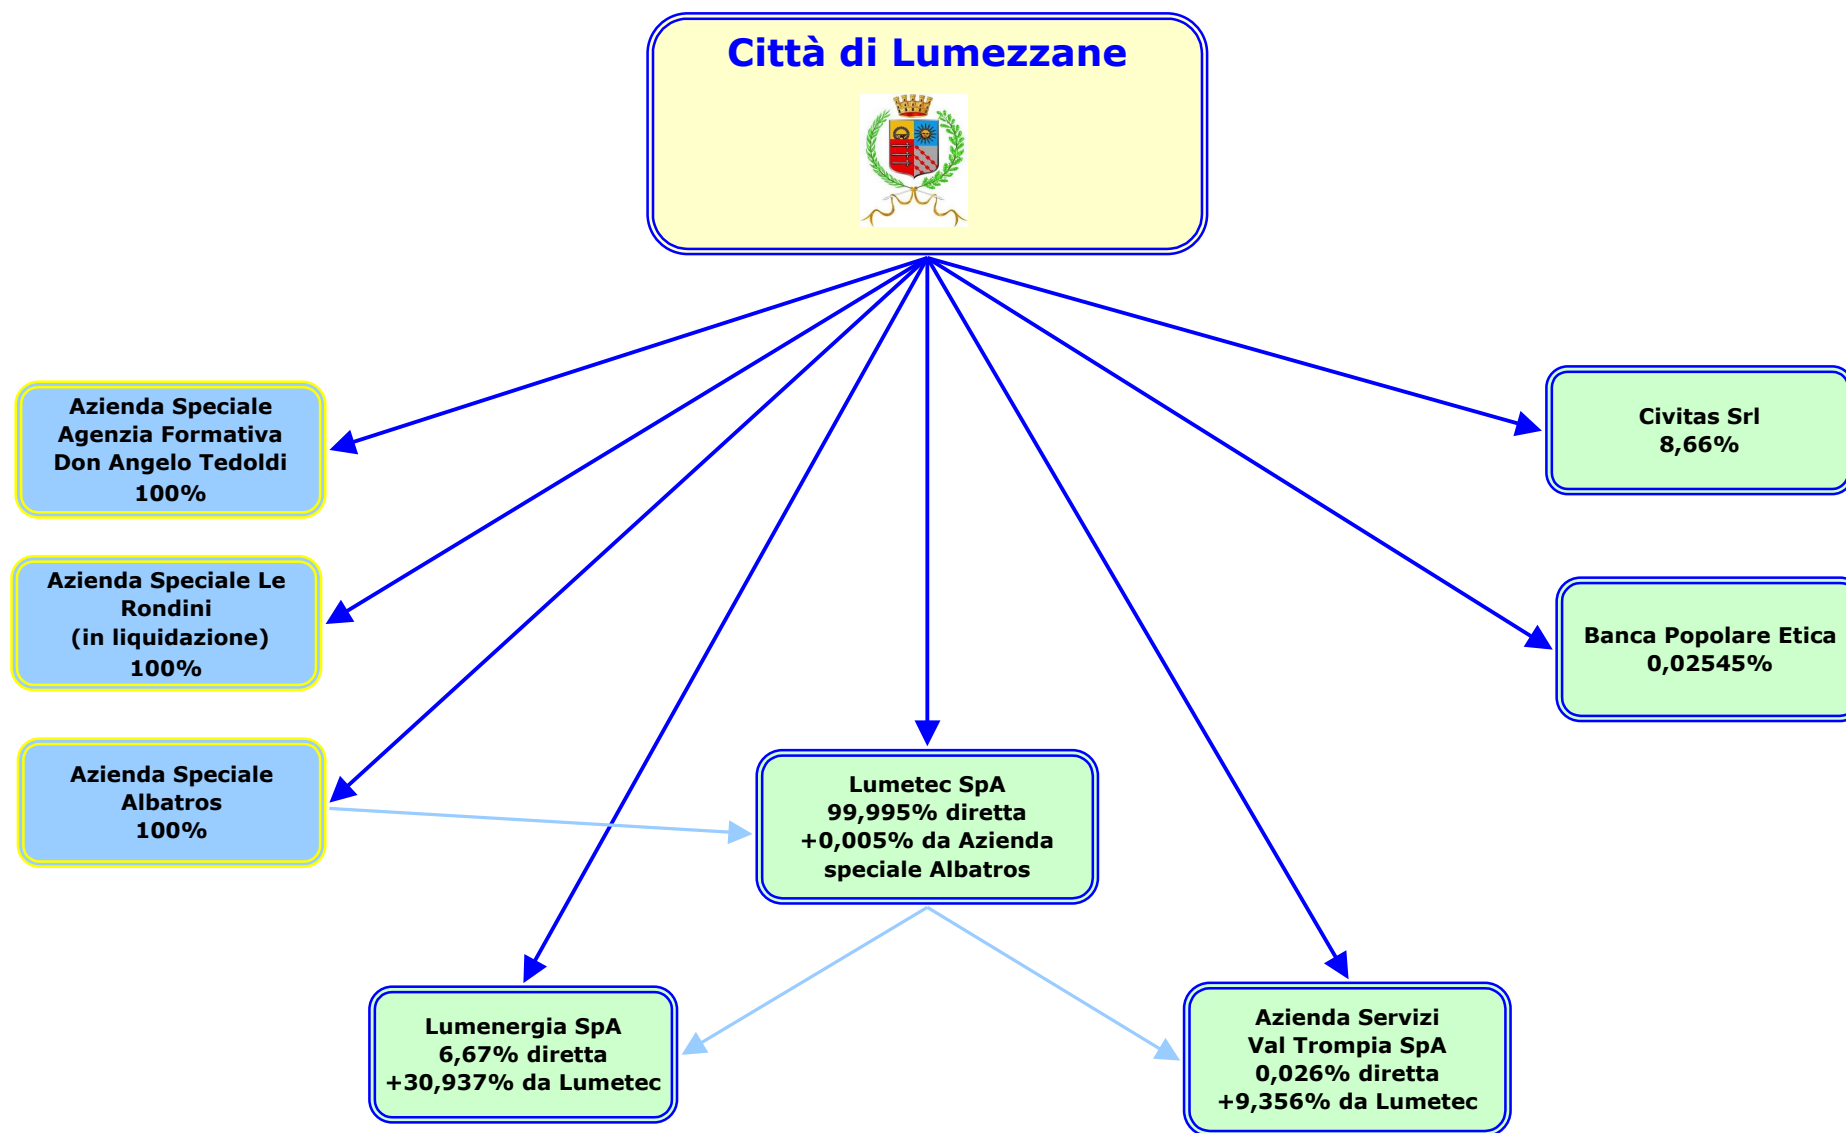 Città di Lumezzane
Azienda Speciale
Agenzia Formativa
Don Angelo Tedoldi
100%
Civitas Srl
8,66%
Azienda Speciale Le
Rondini
(in liquidazione)
100%
Banca Popolare Etica
0,02545%
Azienda Speciale
Albatros
100%
Lumetec SpA
99,995% diretta
+0,005% da Azienda
speciale Albatros
Lumenergia SpA
6,67% diretta
+30,937% da Lumetec
Azienda Servizi
Val Trompia SpA
0,026% diretta
+9,356% da Lumetec